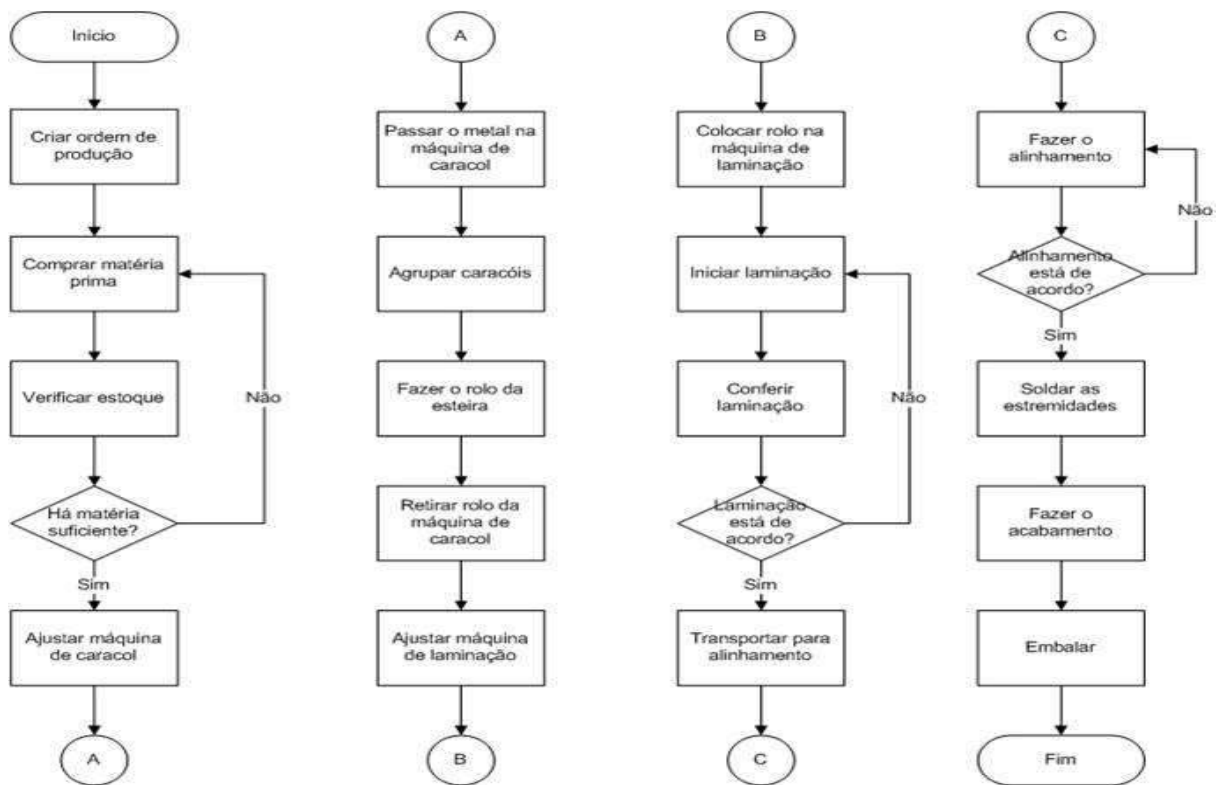 Inicio
Criar ordem de
produção
Comprar matéria
prima
Verificar estoque
Não
Há matéria
suficiente?
Sim
Ajustar máquina
de caracol
A
A
Passar o metal na
máquina de
caracol
Agrupar caracóis
Fazer o rolo da
esteira
Retirar rolo da
máquina de
caracol
Ajustar máquina
de laminação
B
B
Colocar rolo na
máquina de
laminação
Iniciar laminação
Conferir
laminação
Não
Laminação
está de
acordo?
Sim
Transportar para
alinhamento
C
C
Fazer o
alinhamento
Não
Alinhamento
está de
acordo?
Sim
Soldar as
estremidades
Fazer o
acabamento
Embalar
Fim